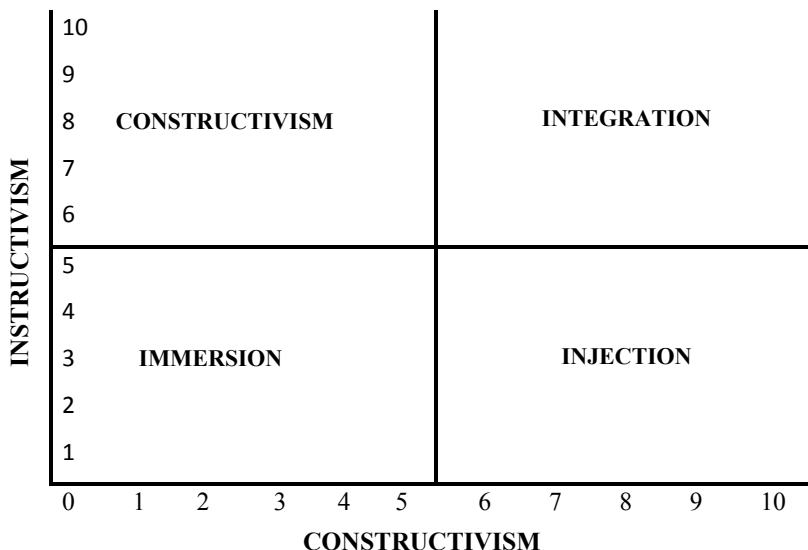 10
9
8
CONSTRUCTIVISM
INTEGRATION
7
6
INSTRUCTIVISM
5
4
3
IMMERSION
INJECTION
2
1
0 1 2 3 4 5 6 7 8 9 10
CONSTRUCTIVISM